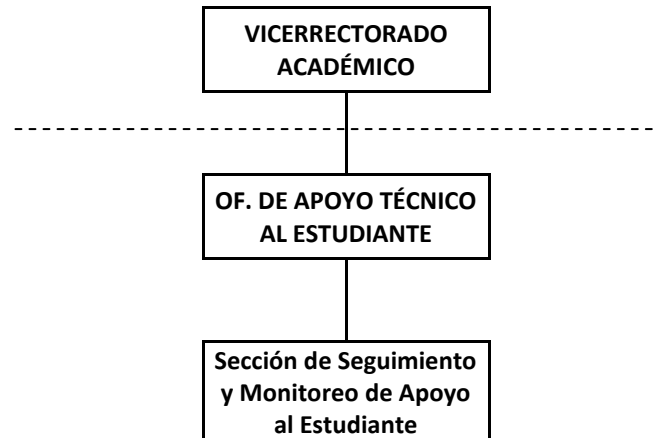 VICERRECTORADO
ACADÉMICO
OF. DE APOYO TÉCNICO
AL ESTUDIANTE
Sección de Seguimiento
y Monitoreo de Apoyo
al Estudiante